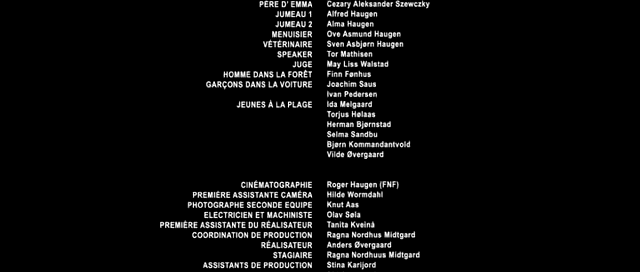 PÈRE D' EMMA Cezary Aleksander Szewczky
JUMEAU 1 Alfred Haugen
JUMEAU 2 Alma Haugen
MENUISIER Ove Asmund Haugen
VÉTÉRINAIRE Sven Asbjørn Haugen
SPEAKER Tor Mathisen
JUGE May Liss Walstad
HOMME DANS LA FORÊT Finn Fønhus
GARÇONS DANS LA VOITURE Joachim Saus
Ivan Pedersen
JEUNES À LA PLAGE Ida Melgaard
Torjus Hølaas
Herman Bjørnstad
Selma Sandbu
Bjørn Kommandantvold
Vilde Øvergaard
CINÉMATOGRAPHIE Roger Haugen (FNF)
PREMIÈRE ASSISTANTE CAMÉRA Hilde Wormdahl
PHOTOGRAPHE SECONDE EQUIPE Knut Aas
ELECTRICIEN ET MACHINISTE Olav Søla
PREMIÈRE ASSISTANTE DU RÉALISATEUR Tanita Kveinå
COORDINATION DE PRODUCTION Ragna Nordhus Midtgard
RÉALISATEUR Anders Øvergaard
STAGIAIRE Ragna Nordhuus Midtgard
ASSISTANTS DE PRODUCTION Stina Karijord